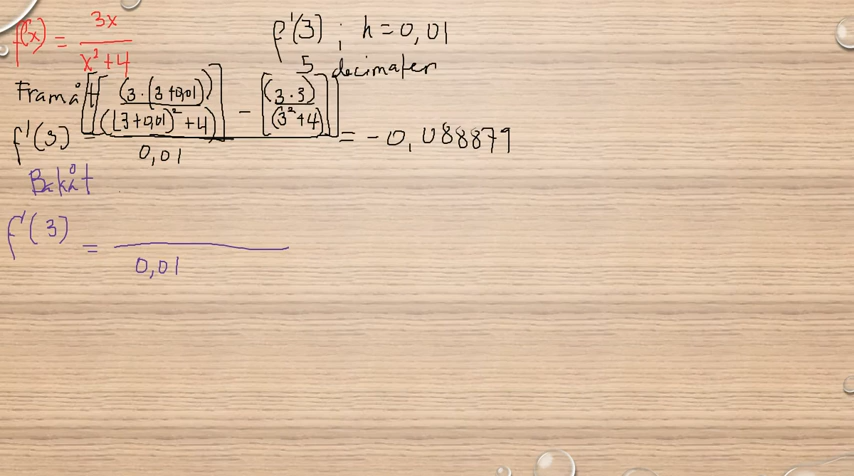 f(x) = 3x / x² + 4
f'(3) ; h = 0,01
5 decimaler
Framåt
f'(3) = [[(3·(3+0,01)) / ([3+0,01)² + 4)] - [(3·3) / (3² + 4)]] / 0,01 = -0,088879
Bakåt
f'(3) = / 0,01